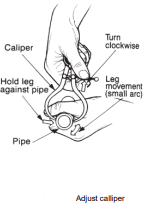 Turn
clockwise
Caliper
Hold leg
against pipe
Leg
movement
(small arc)
Pipe
Adjust calliper